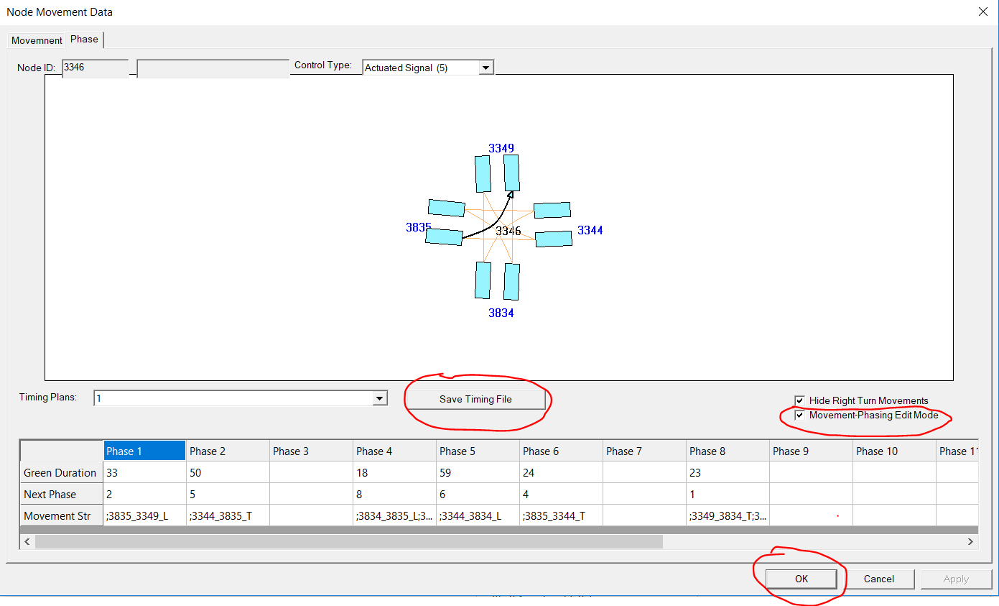 Node Movement Data
Movemnent Phase
Node ID: 3346 Control Type: Actuated Signal (5)
3349
3835 3346 3344
3834
Timing Plans: 1 Save Timing File
Hide Right Turn Movements
Movement-Phasing Edit Mode
Phase 1 Phase 2 Phase 3 Phase 4 Phase 5 Phase 6 Phase 7 Phase 8 Phase 9 Phase 10 Phase 11
Green Duration 33 50 18 59 24 23
Next Phase 2 5 8 6 4 1
Movement Str ;3835_3349_L ;3344_3835_T ;3834_3835_L;3... ;3344_3834_L ;3835_3344_T ;3349_3834_T;3...
OK Cancel Apply